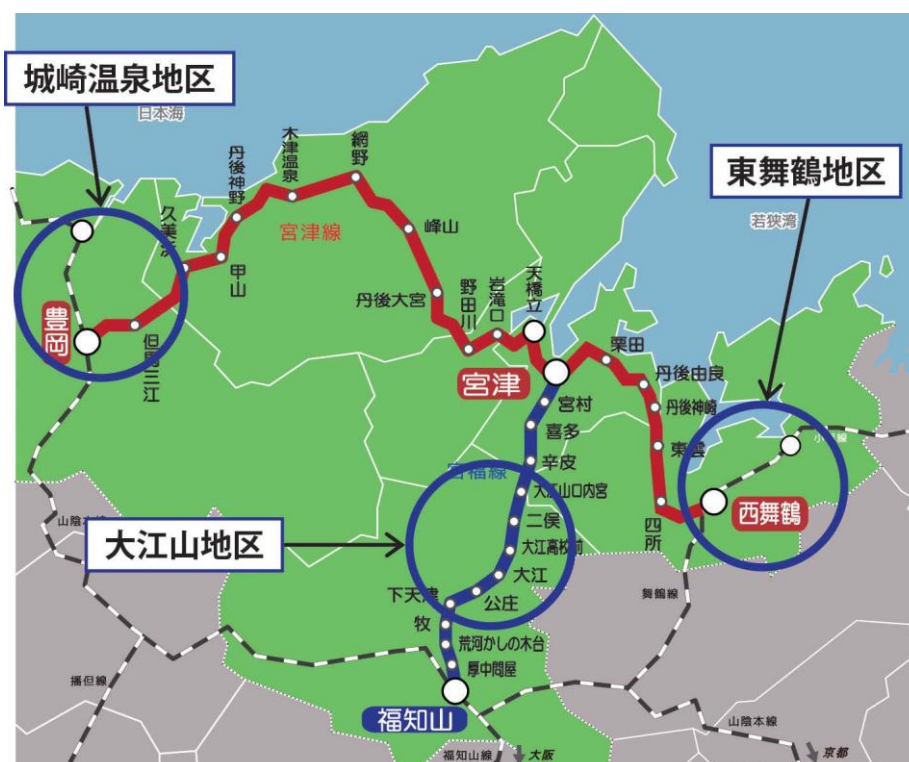 城崎温泉地区
日本海
丹後神野
木津温泉
網野
東舞鶴地区
若狭湾
久美浜
宮津線
峰山
甲山
丹後大宮
野田川
岩滝口
天橋立
豊岡
但馬三江
宮津
栗田
丹後由良
丹後神崎
宮村
喜多
辛皮
宮福線
東雲
大江山口内宮
西舞鶴
二俣
四所
山陰本線
大江山地区
大江高校前
大江
下天津
公庄
舞鶴線
牧
荒河かしの木台
厚中問屋
播但線
福知山
山陰本線
福知山線
大阪
京都